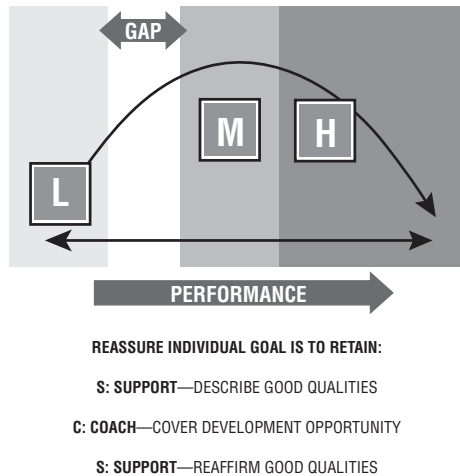 GAP
M
H
L
PERFORMANCE
REASSURE INDIVIDUAL GOAL IS TO RETAIN:
S: SUPPORT—DESCRIBE GOOD QUALITIES
C: COACH—COVER DEVELOPMENT OPPORTUNITY
S: SUPPORT—REAFFIRM GOOD QUALITIES